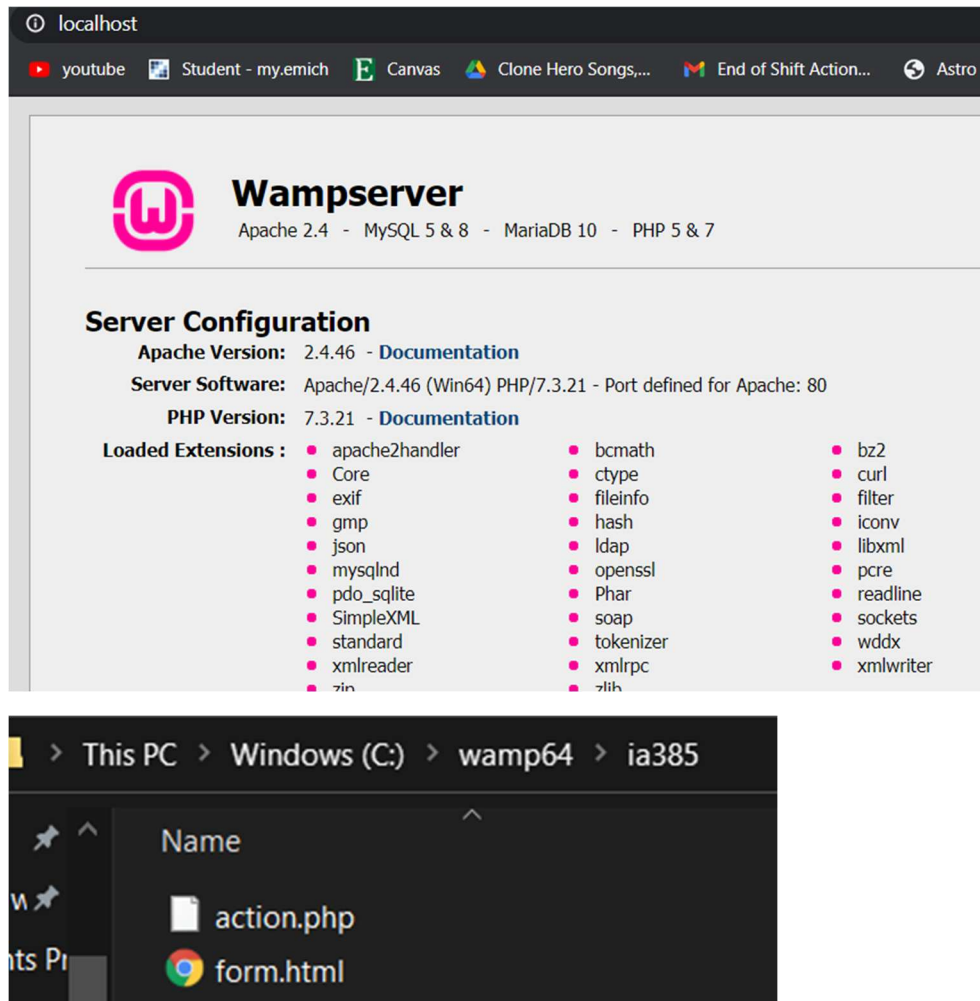 localhost
youtube Student - my.emich Canvas Clone Hero Songs,... End of Shift Action... Astro
Wampserver
Apache 2.4 - MySQL 5 & 8 - MariaDB 10 - PHP 5 & 7
Server Configuration
Apache Version: 2.4.46 - Documentation
Server Software: Apache/2.4.46 (Win64) PHP/7.3.21 - Port defined for Apache: 80
PHP Version: 7.3.21 - Documentation
Loaded Extensions : apache2handler bcmath bz2
Core ctype curl
exif fileinfo filter
gmp hash iconv
json ldap libxml
mysqlnd openssl pcre
pdo_sqlite Phar readline
SimpleXML soap sockets
standard tokenizer wddx
xmlreader xmlrpc xmlwriter
zip zlib
> This PC > Windows (C:) > wamp64 > ia385
Name
action.php
form.html